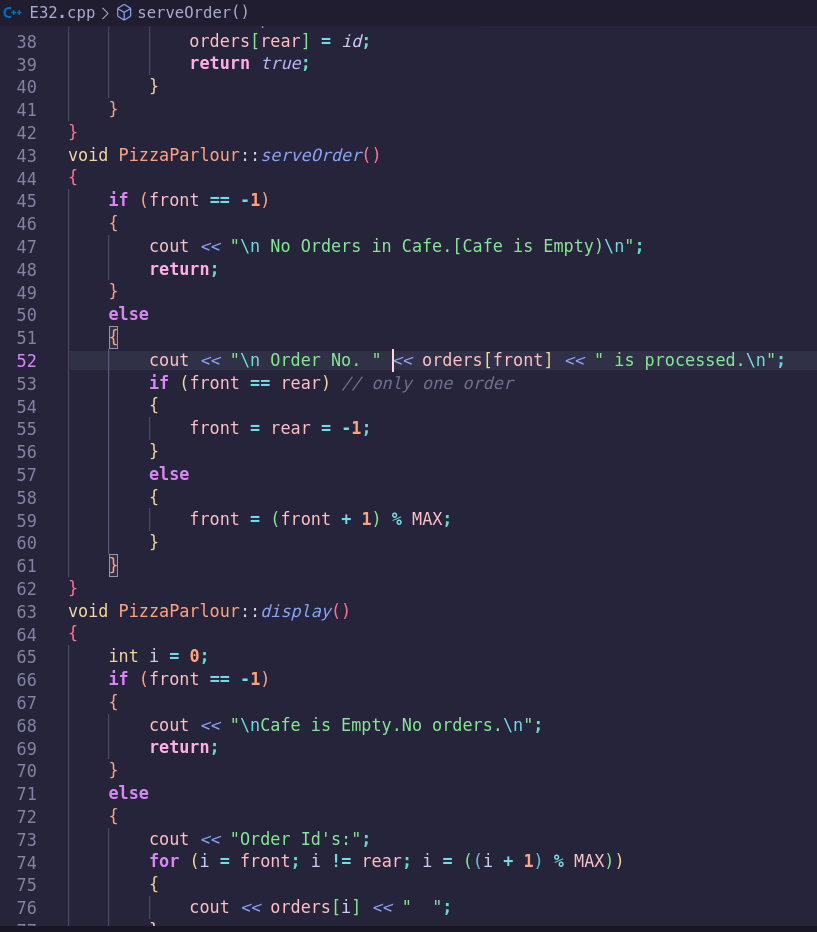 E32.cpp > serveOrder()
38 orders[rear] = id;
39 return true;
40 }
41 }
42 }
43 void PizzaParlour::serveOrder()
44 {
45 if (front == -1)
46 {
47 cout << "\n No Orders in Cafe.[Cafe is Empty)\n";
48 return;
49 }
50 else
51 {
52 cout << "\n Order No. " << orders[front] << " is processed.\n";
53 if (front == rear) // only one order
54 {
55 front = rear = -1;
56 }
57 else
58 {
59 front = (front + 1) % MAX;
60 }
61 }
62 }
63 void PizzaParlour::display()
64 {
65 int i = 0;
66 if (front == -1)
67 {
68 cout << "\nCafe is Empty.No orders.\n";
69 return;
70 }
71 else
72 {
73 cout << "Order Id's:";
74 for (i = front; i != rear; i = ((i + 1) % MAX))
75 {
76 cout << orders[i] << "  ";